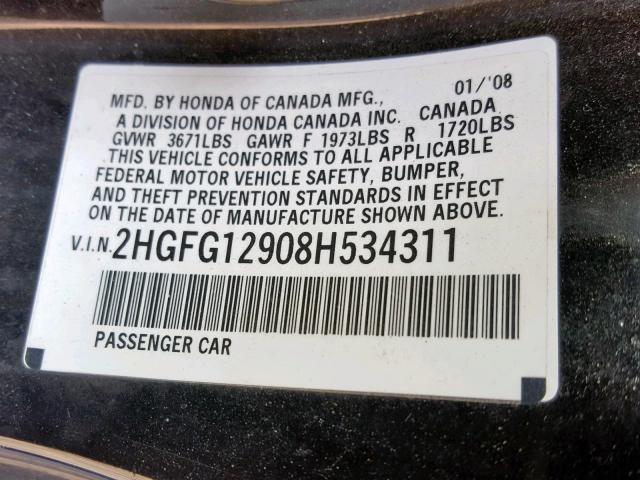 MFD. BY HONDA OF CANADA MFG., 01/'08
A DIVISION OF HONDA CANADA INC. CANADA
GVWR 3671LBS GAWR F 1973LBS R 1720LBS
THIS VEHICLE CONFORMS TO ALL APPLICABLE
FEDERAL MOTOR VEHICLE SAFETY, BUMPER,
AND THEFT PREVENTION STANDARDS IN EFFECT
ON THE DATE OF MANUFACTURE SHOWN ABOVE.
V.I.N. 2HGFG12908H534311
PASSENGER CAR